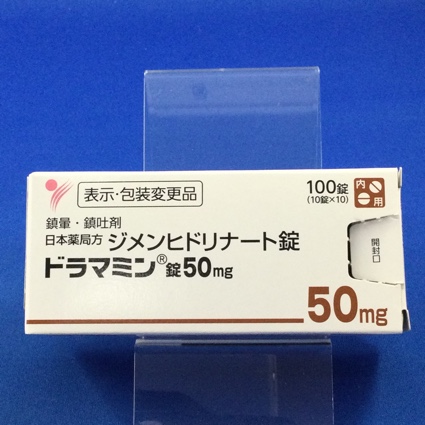 表示・包装変更品
100錠
(10錠×10)
内
用
鎮暈・鎮吐剤
日本薬局方 ジメンヒドリナート錠
ドラマミン®錠50mg
開封口
50mg